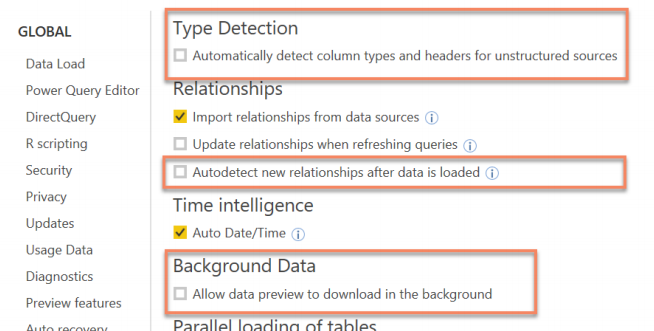 GLOBAL
Data Load
Power Query Editor
DirectQuery
R scripting
Security
Privacy
Updates
Usage Data
Diagnostics
Preview features
Auto recovery
Type Detection
Automatically detect column types and headers for unstructured sources
Relationships
Import relationships from data sources
Update relationships when refreshing queries
Autodetect new relationships after data is loaded
Time intelligence
Auto Date/Time
Background Data
Allow data preview to download in the background
Parallel loading of tables